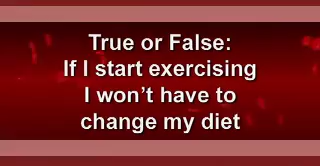 True or False:
If I start exercising
I won't have to
change my diet